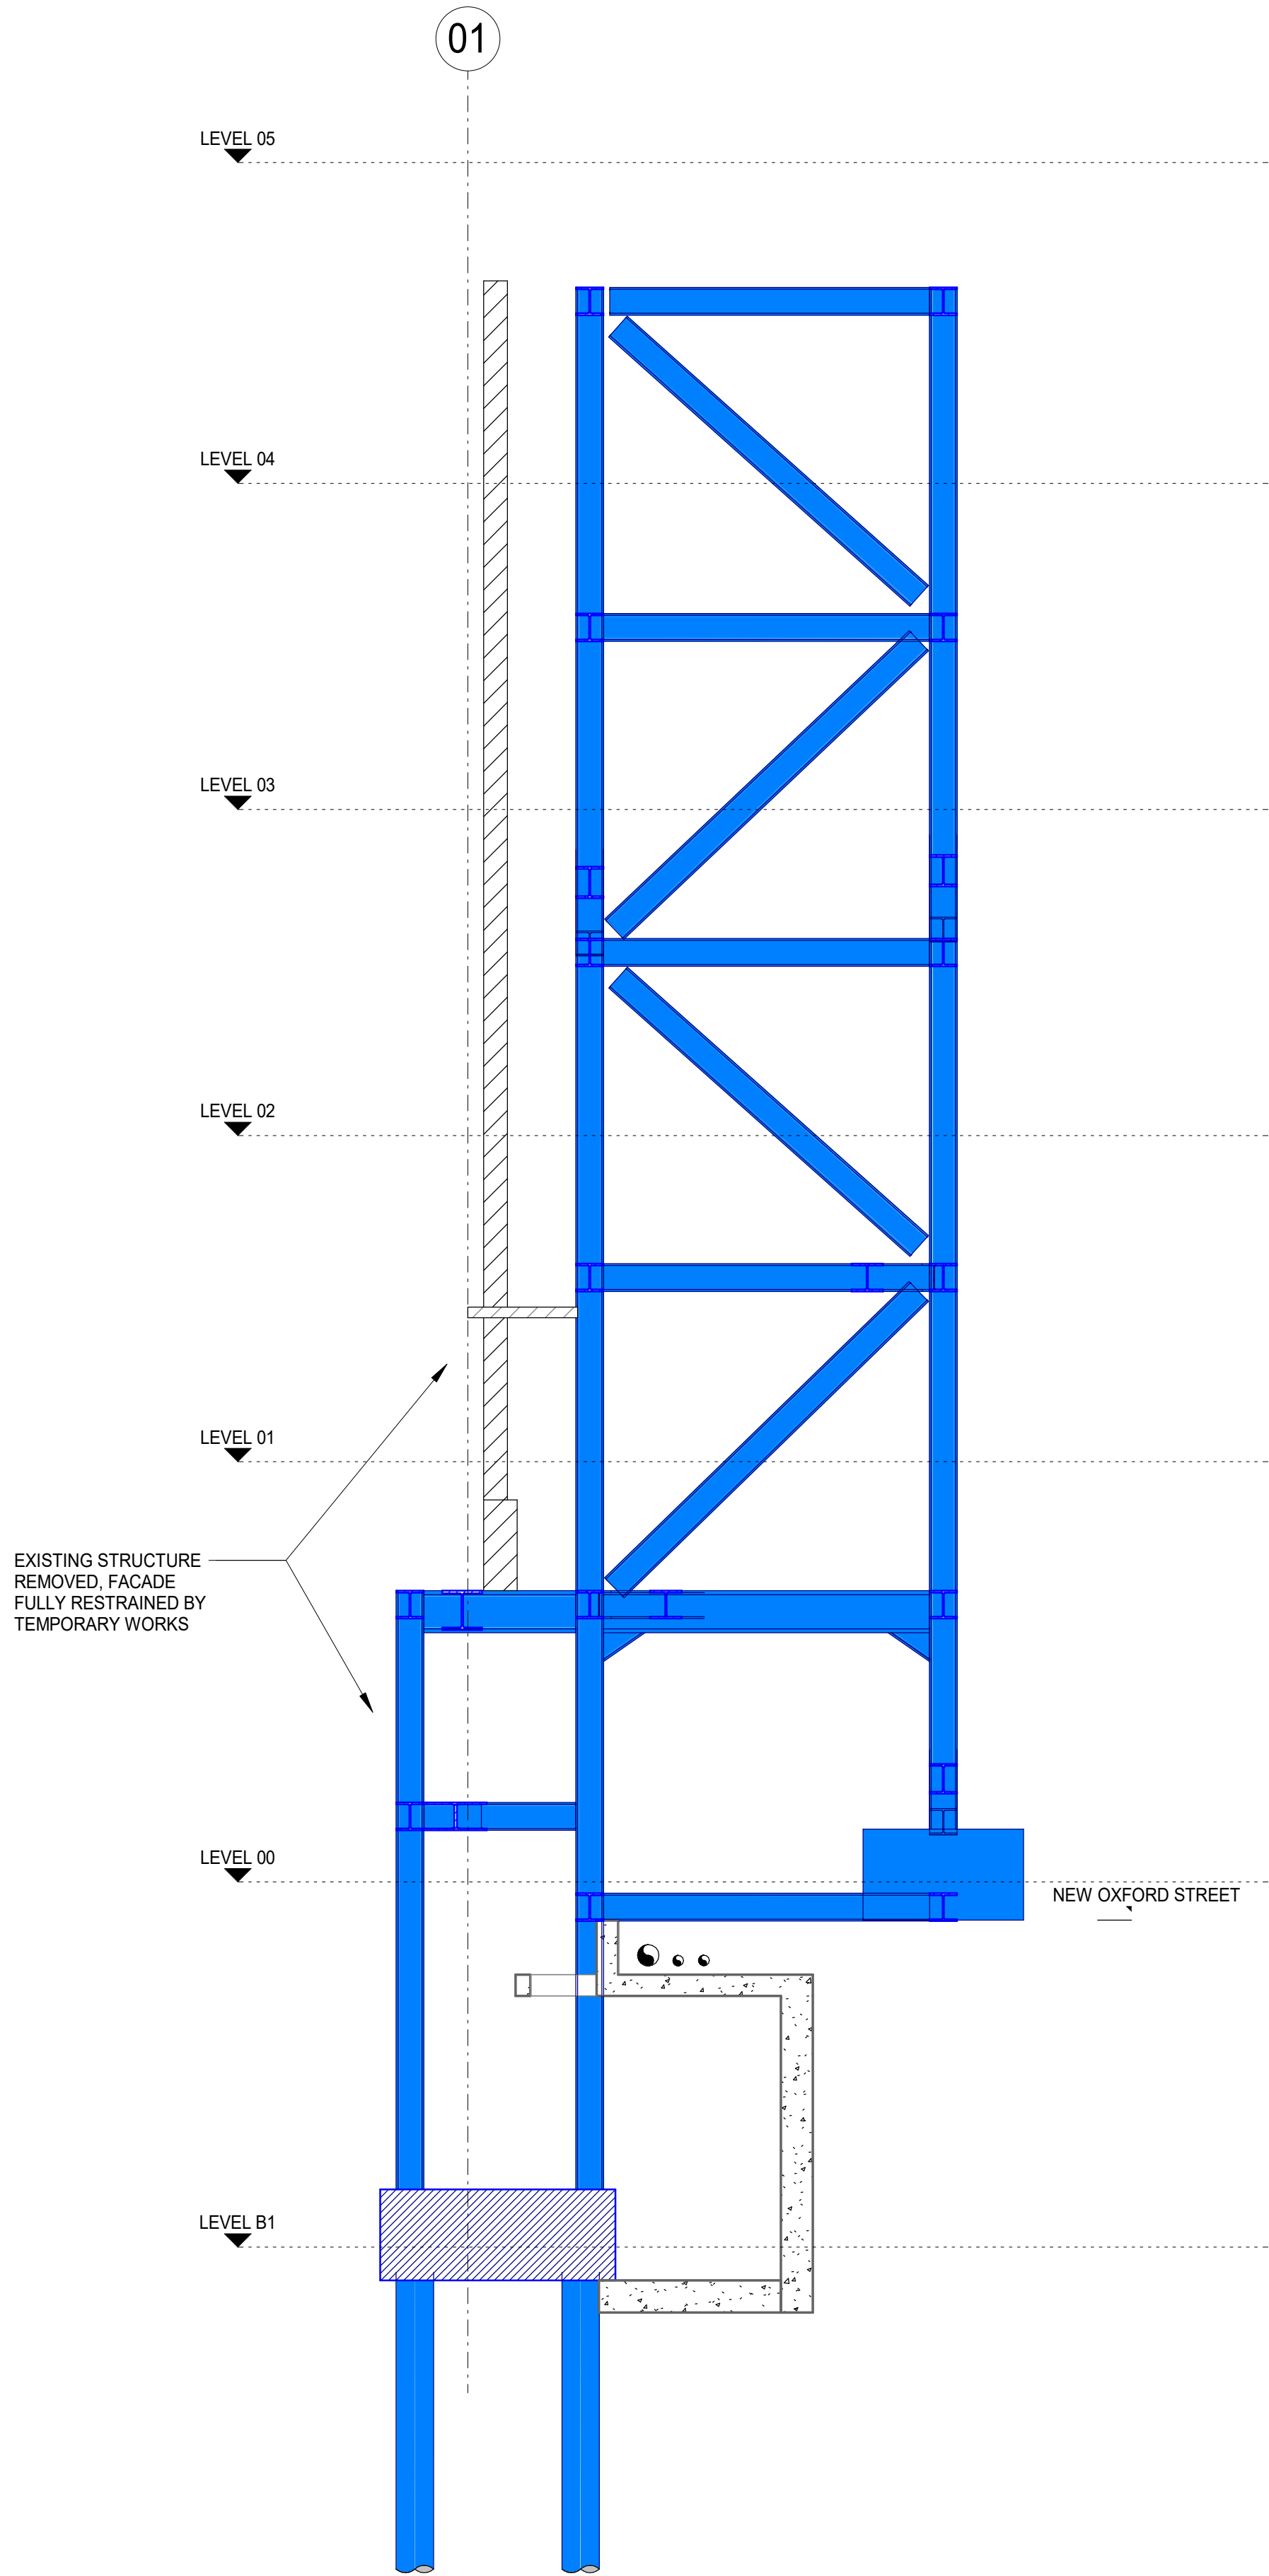 01
LEVEL 05
LEVEL 04
LEVEL 03
LEVEL 02
LEVEL 01
EXISTING STRUCTURE
REMOVED, FACADE
FULLY RESTRAINED BY
TEMPORARY WORKS
LEVEL 00
NEW OXFORD STREET
LEVEL B1